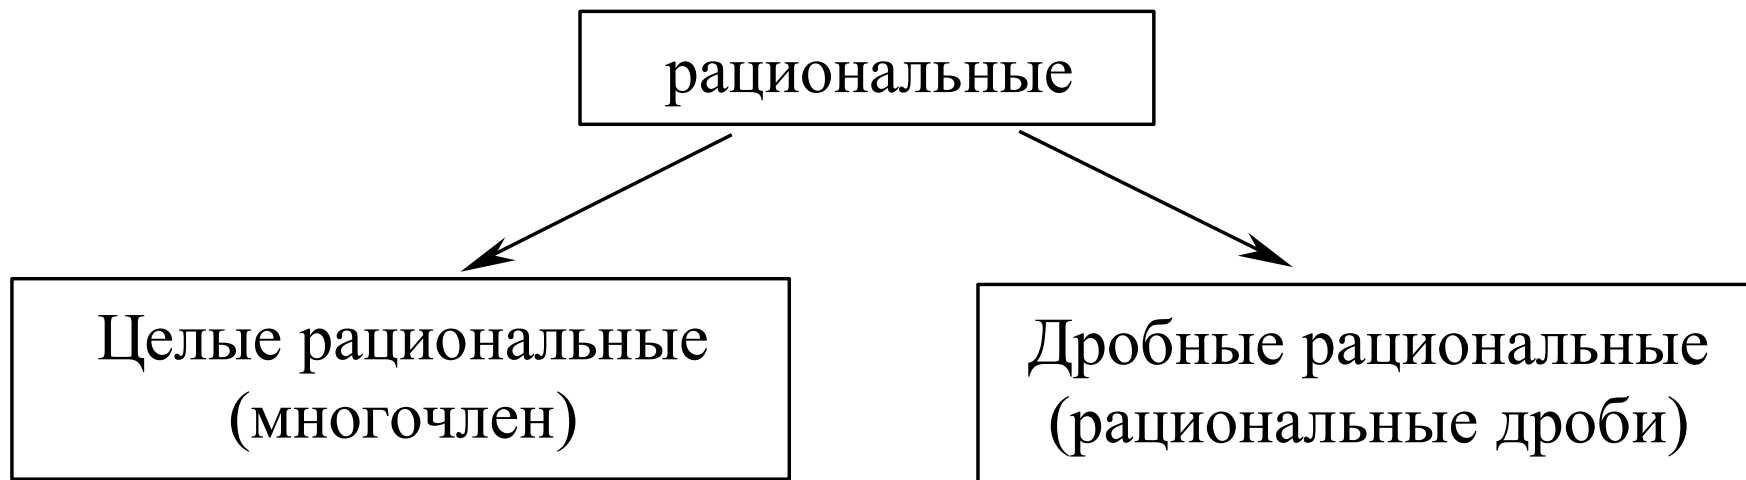 рациональные
Целые рациональные
(многочлен)
Дробные рациональные
(рациональные дроби)